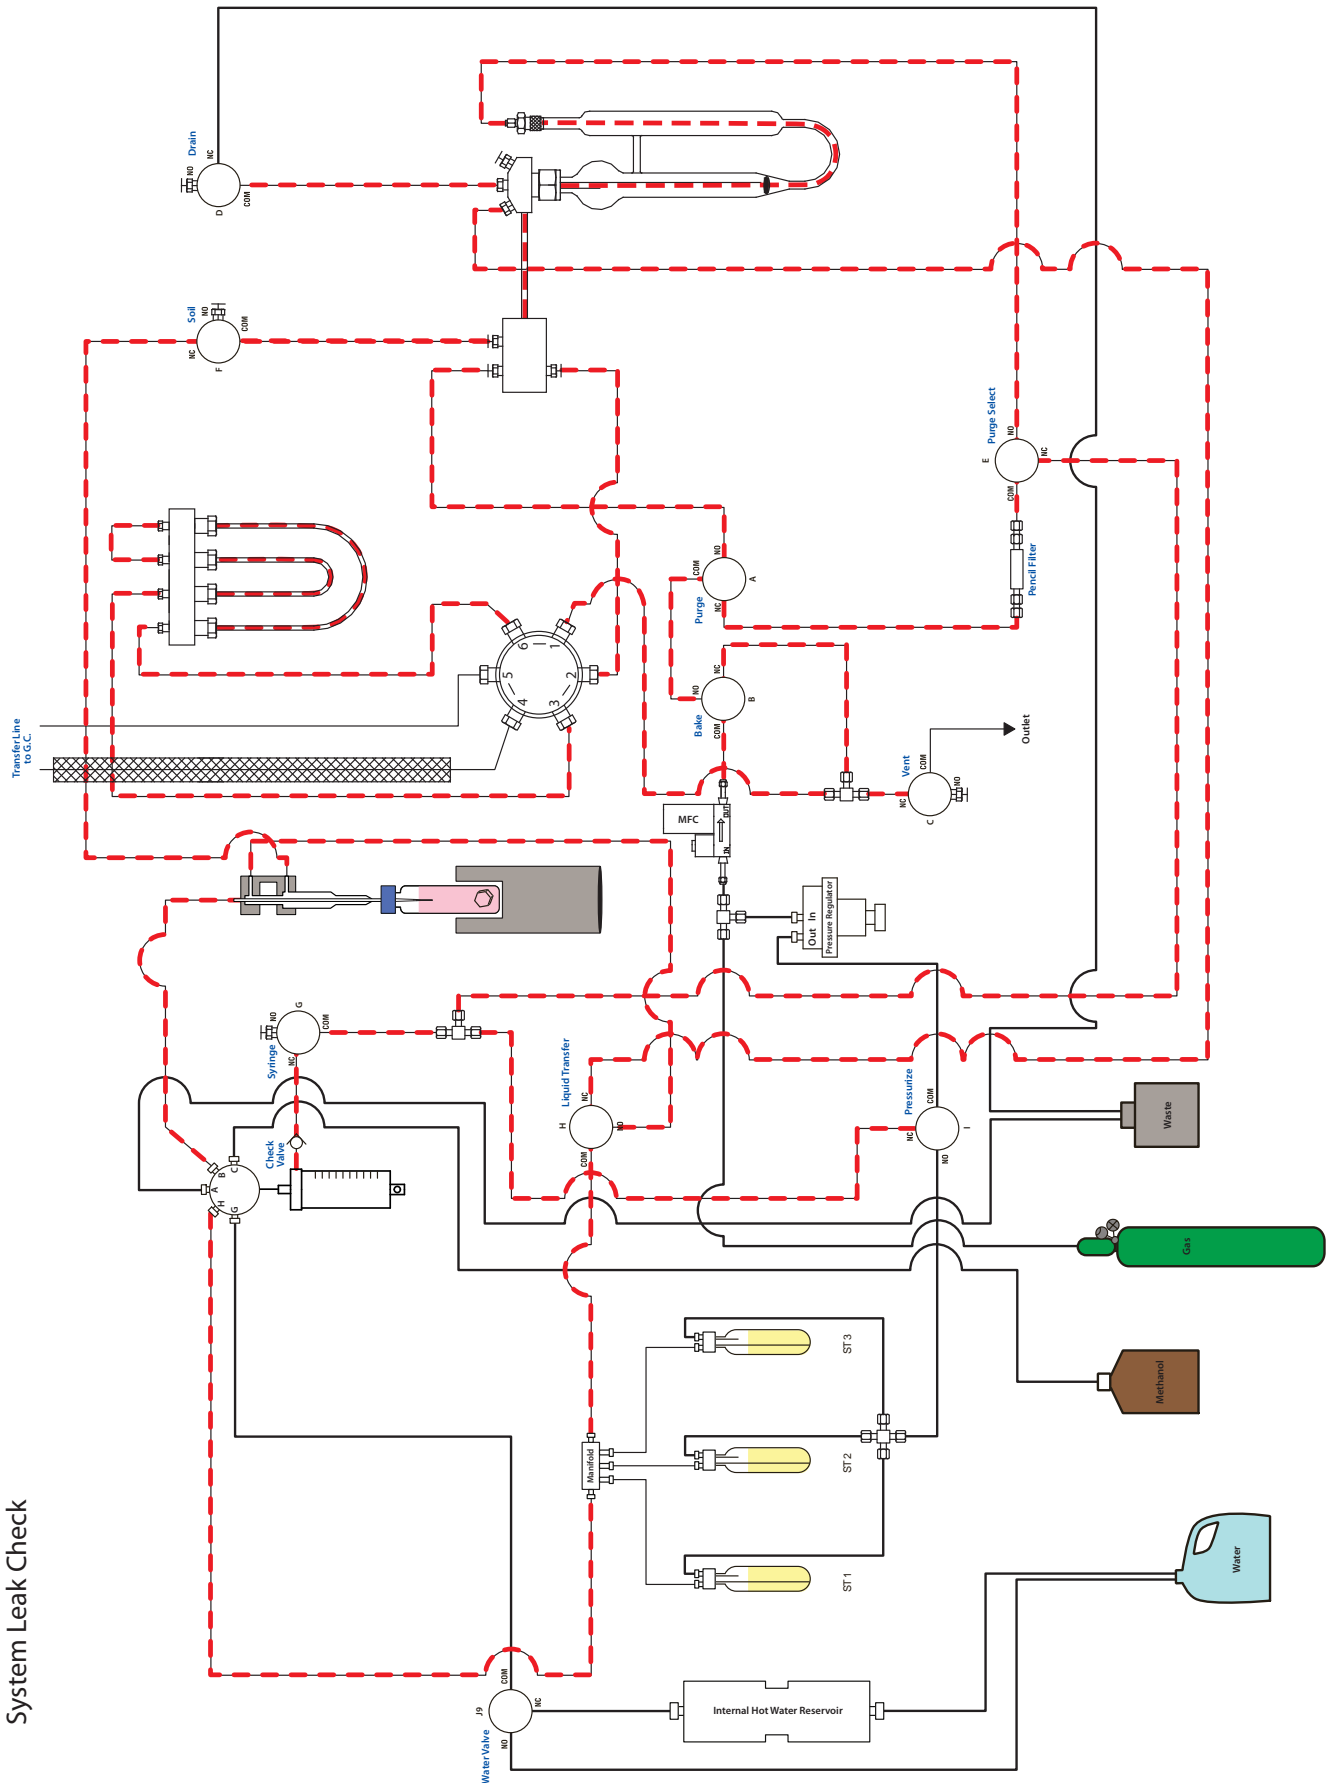 System Leak Check
Drain
D
NO
NC
COM
Soil
F
NC
NO
COM
Transfer Line
to G.C.
1
2
3
4
5
6
Purge
A
COM
NO
NC
Bake
B
NO
NC
COM
Purge Select
E
NO
NC
COM
Pencil Filter
Vent
C
NC
COM
NO
Outlet
MFC
IN
OUT
Out In
Pressure Regulator
Syringe
G
NO
COM
NC
Check
Valve
A
B
C
G
H
Liquid Transfer
H
NC
NO
COM
Pressurize
I
COM
NC
NO
Waste
Gas
Methanol
Water
Manifold
ST 1
ST 2
ST 3
Water Valve
J9
COM
NC
NO
Internal Hot Water Reservoir